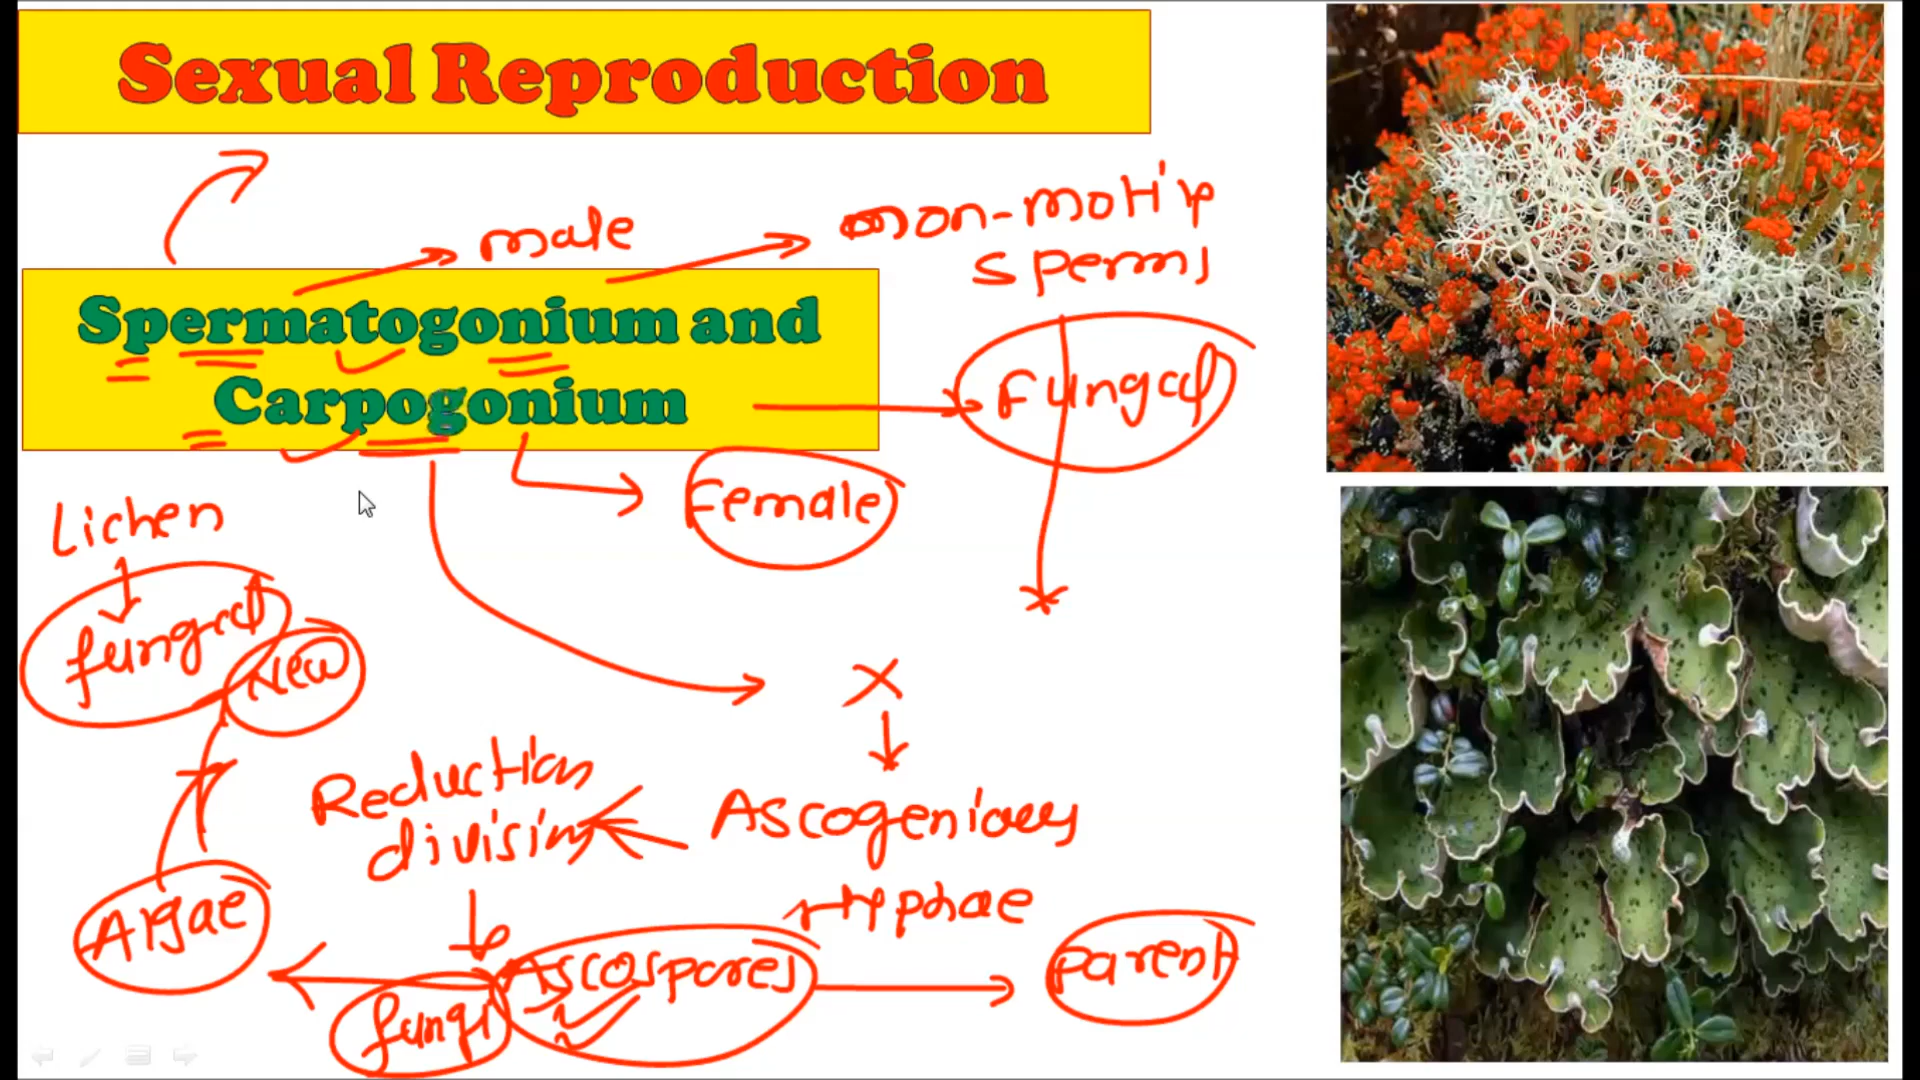 Sexual Reproduction
male
non-motip
sperms
Spermatogonium and
Carpogonium
Fungal
Female
Lichen
fungal
New
X
Reduction
division
Ascogenious
Hyphae
Algae
Ascospores
Parent
fungi